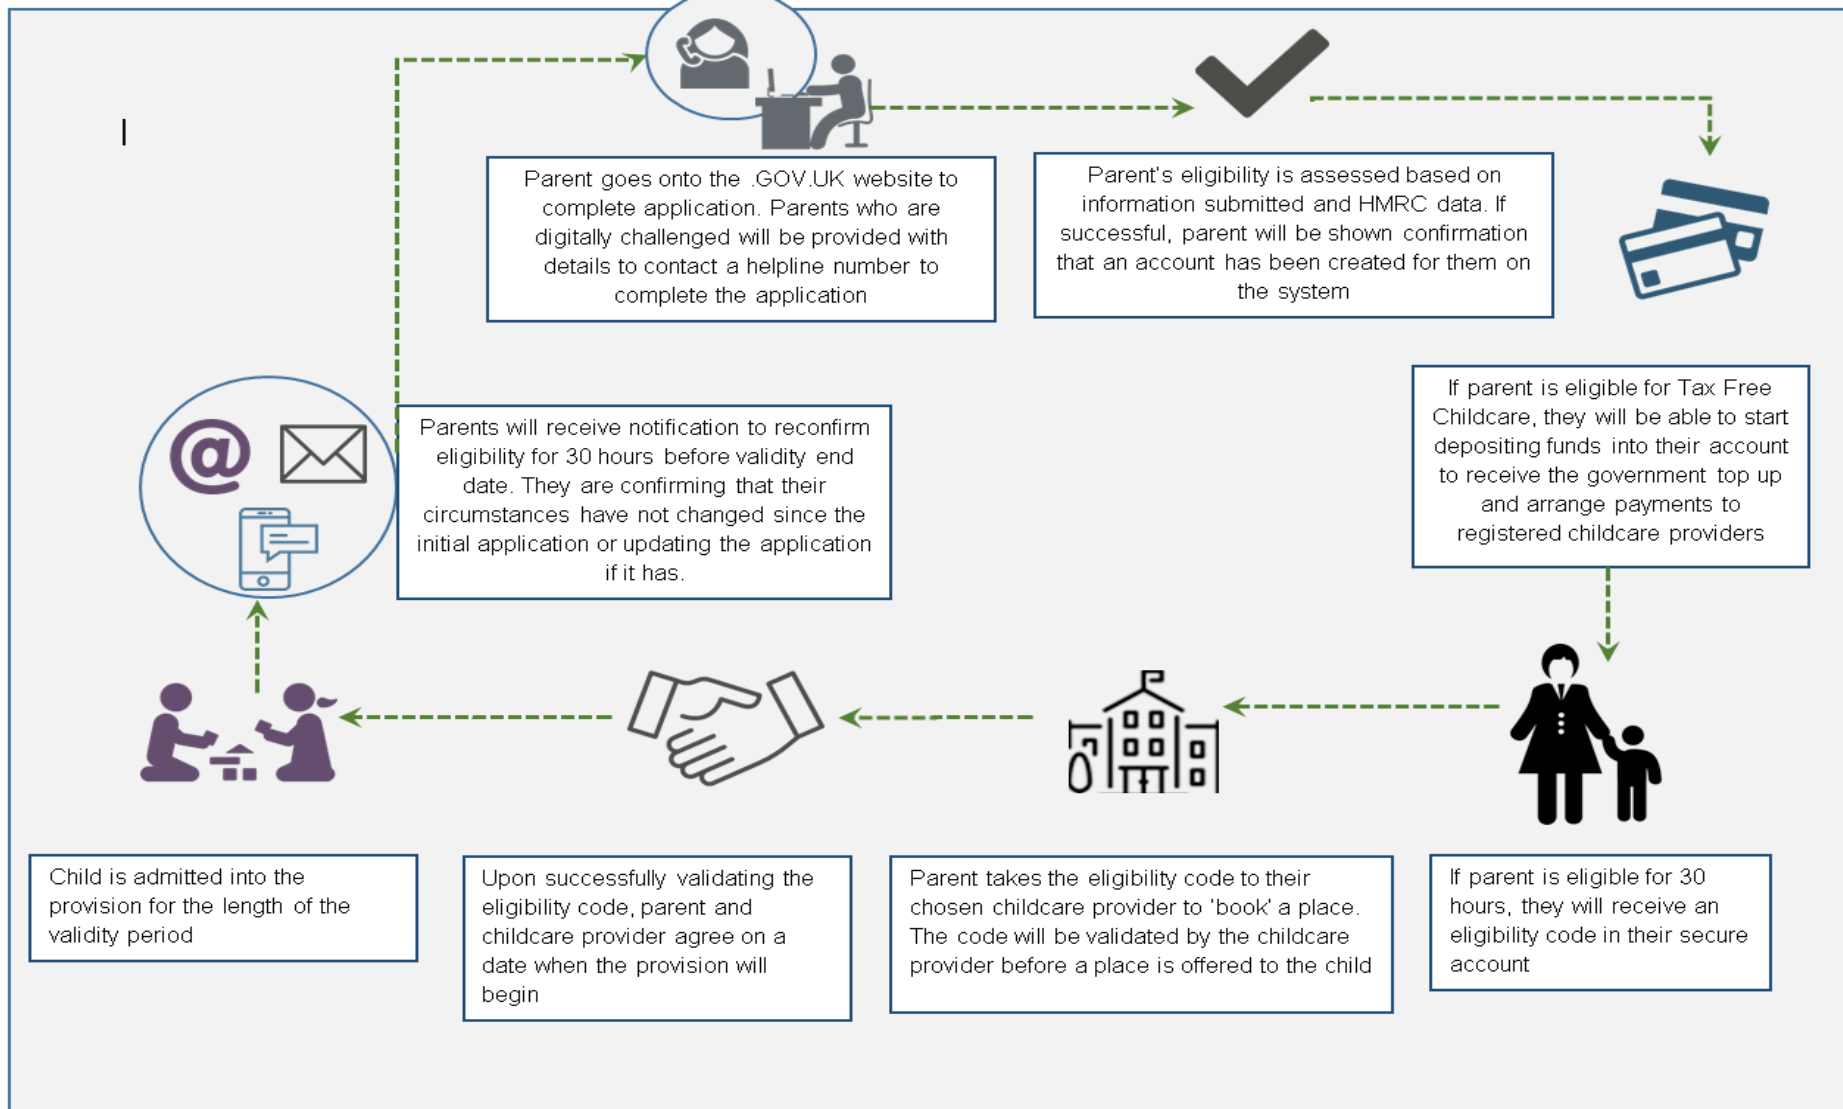 Parent goes onto the .GOV.UK website to
complete application. Parents who are
digitally challenged will be provided with
details to contact a helpline number to
complete the application
Parent's eligibility is assessed based on
information submitted and HMRC data. If
successful, parent will be shown confirmation
that an account has been created for them on
the system
If parent is eligible for Tax Free
Childcare, they will be able to start
depositing funds into their account
to receive the government top up
and arrange payments to
registered childcare providers
Parents will receive notification to reconfirm
eligibility for 30 hours before validity end
date. They are confirming that their
circumstances have not changed since the
initial application or updating the application
if it has.
Child is admitted into the
provision for the length of the
validity period
Upon successfully validating the
eligibility code, parent and
childcare provider agree on a
date when the provision will
begin
Parent takes the eligibility code to their
chosen childcare provider to 'book' a place.
The code will be validated by the childcare
provider before a place is offered to the child
If parent is eligible for 30
hours, they will receive an
eligibility code in their secure
account